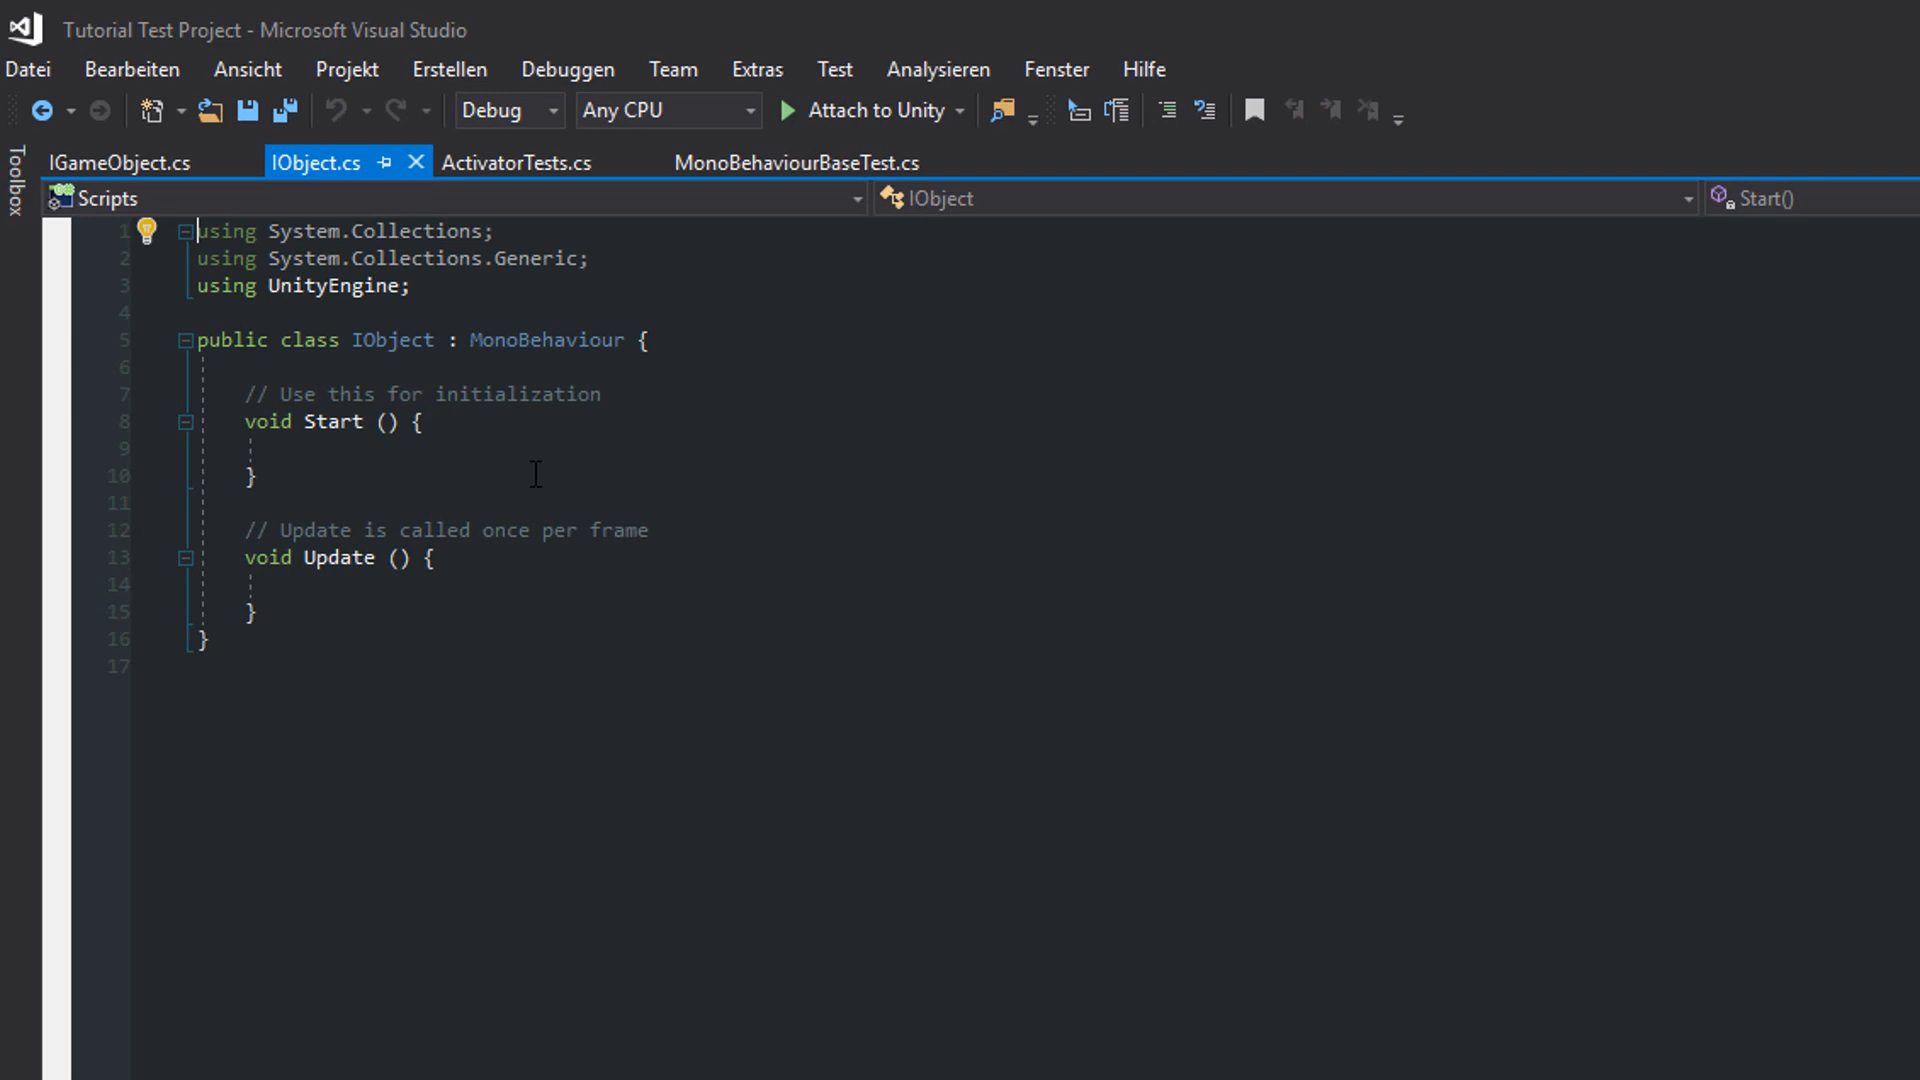 Tutorial Test Project - Microsoft Visual Studio
Datei Bearbeiten Ansicht Projekt Erstellen Debuggen Team Extras Test Analysieren Fenster Hilfe
Debug Any CPU Attach to Unity
Toolbox
IGameObject.cs IObject.cs ActivatorTests.cs MonoBehaviourBaseTest.cs
Scripts IObject Start()
1 using System.Collections;
2 using System.Collections.Generic;
3 using UnityEngine;
4
5 public class IObject : MonoBehaviour {
6
7 // Use this for initialization
8 void Start () {
9
10 }
11
12 // Update is called once per frame
13 void Update () {
14
15 }
16 }
17